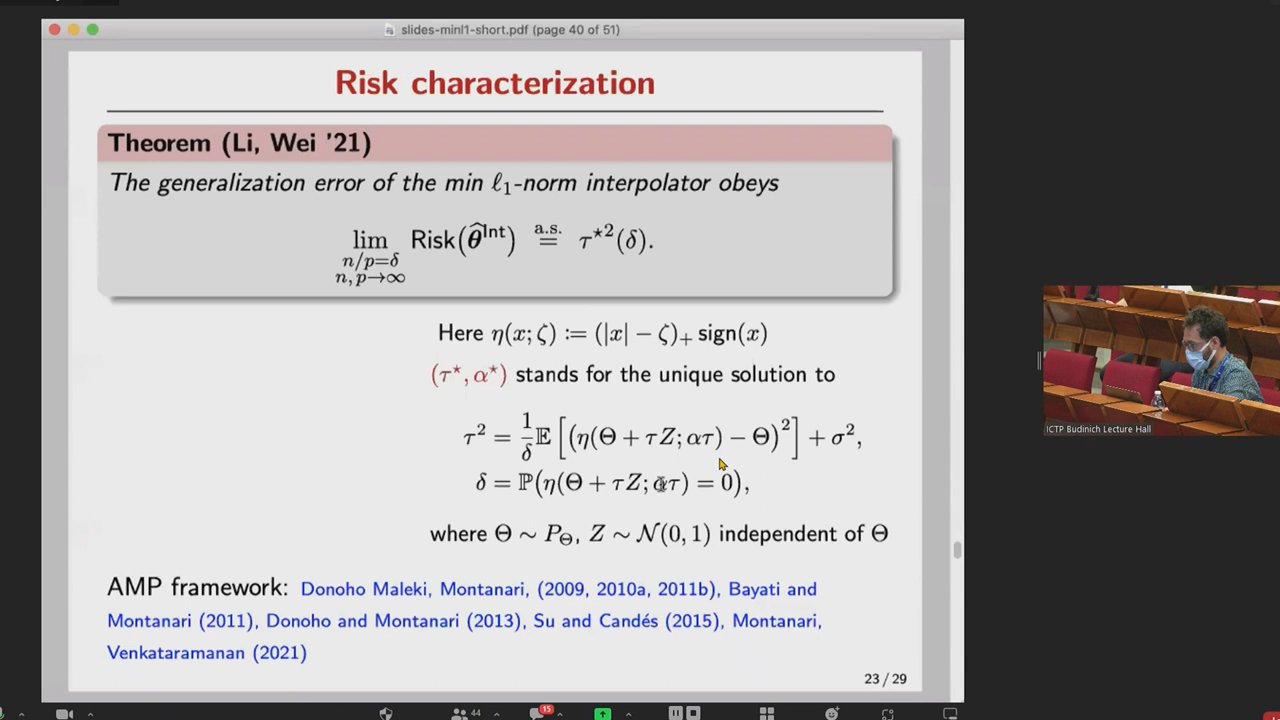 slides-minl1-short.pdf (page 40 of 51)
Risk characterization
Theorem (Li, Wei '21)
The generalization error of the min ℓ₁-norm interpolator obeys
lim n/p=δ n,p→∞ Risk(θ̂^Int) a.s. = τ⋆²(δ).
Here η(x; ζ) := (|x| − ζ)₊ sign(x)
(τ⋆, α⋆) stands for the unique solution to
τ² = 1/δ 𝔼[(η(Θ + τZ; ατ) − Θ)²] + σ²,
δ = ℙ(η(Θ + τZ; ατ) = 0),
where Θ ∼ P_Θ, Z ∼ 𝒩(0, 1) independent of Θ
AMP framework: Donoho Maleki, Montanari, (2009, 2010a, 2011b), Bayati and
Montanari (2011), Donoho and Montanari (2013), Su and Candés (2015), Montanari,
Venkataramanan (2021)
23 / 29
ICTP Budinich Lecture Hall
44
15